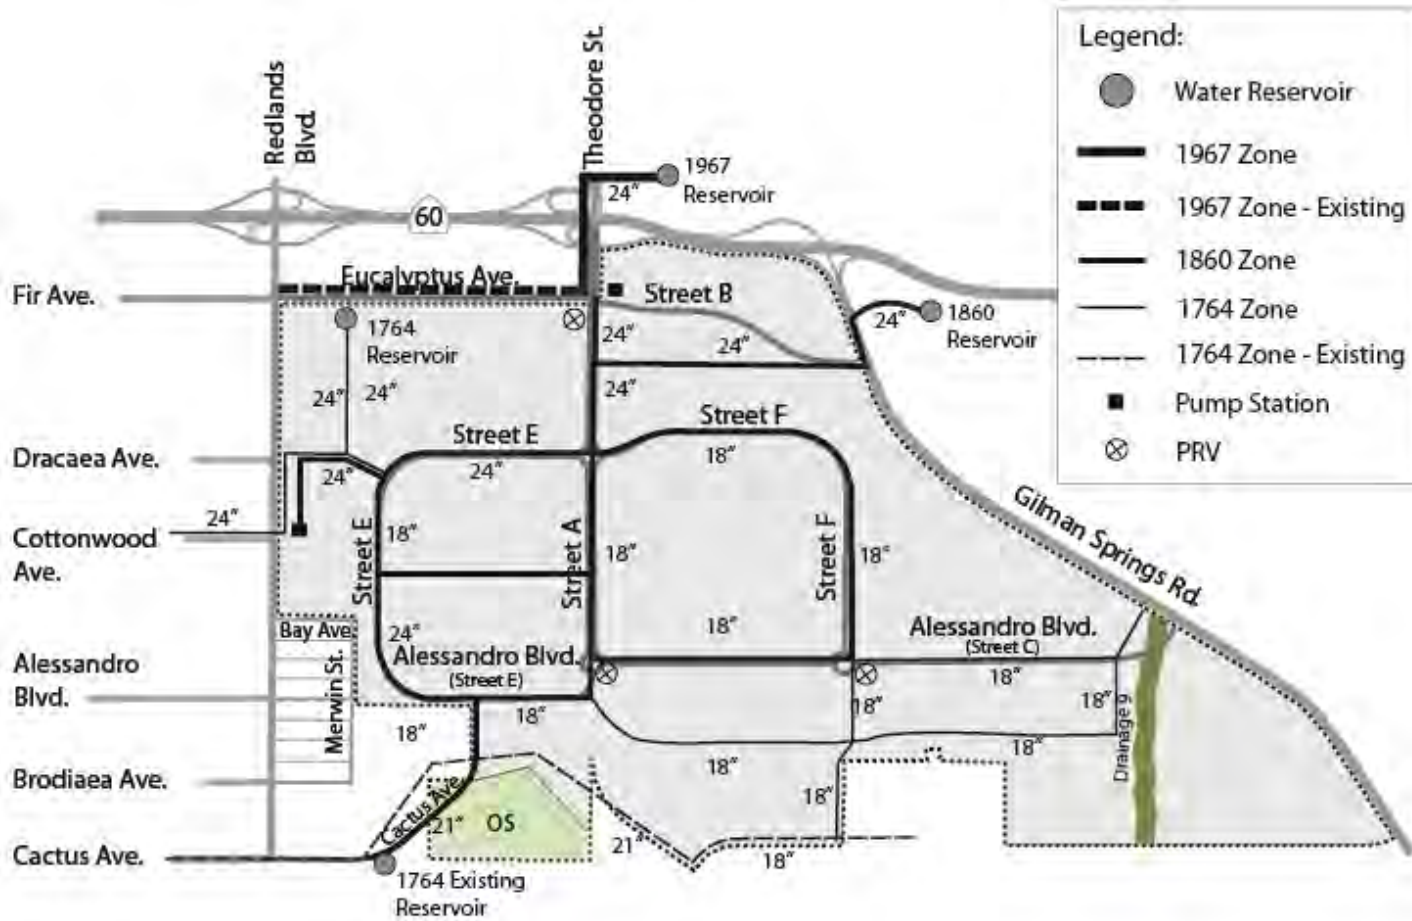 Legend:
Water Reservoir
1967 Zone
1967 Zone - Existing
1860 Zone
1764 Zone
1764 Zone - Existing
Pump Station
PRV
Redlands
Blvd.
Theodore St.
1967
Reservoir
24"
60
Eucalyptus Ave.
Fir Ave.
Street B
1764
Reservoir
24"
24"
24"
1860
Reservoir
24"
24"
24"
Street F
Street E
18"
24"
Dracaea Ave.
24"
24"
Cottonwood
Ave.
Street E
18"
Street A
18"
Street F
18"
Gilman Springs Rd.
Bay Ave.
24"
18"
Alessandro Blvd.
(Street E)
Alessandro Blvd.
(Street C)
Alessandro
Blvd.
Merwin St.
18"
18"
18"
18"
18"
Drainage 9
18"
18"
18"
Brodiaea Ave.
Cactus Ave.
21"
OS
21"
18"
Cactus Ave.
1764 Existing
Reservoir